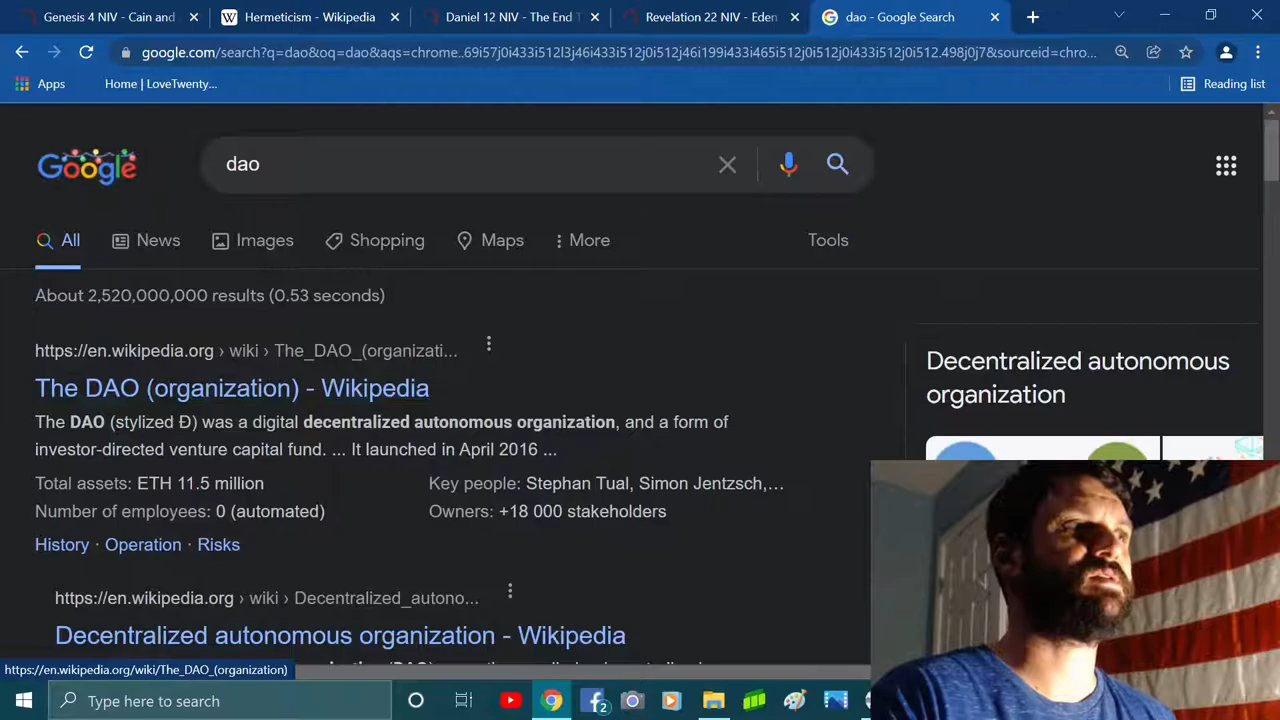 Genesis 4 NIV - Cain and
Hermeticism - Wikipedia
Daniel 12 NIV - The End T
Revelation 22 NIV - Eden
dao - Google Search
google.com/search?q=dao&oq=dao&aqs=chrome..69i57j0i433i512l3j46i433i512j0i512j46i199i433i465i512j0i512j0i433i512j0i512.498j0j7&sourceid=chro...
Apps
Home | LoveTwenty...
Reading list
Google
dao
All
News
Images
Shopping
Maps
More
Tools
About 2,520,000,000 results (0.53 seconds)
https://en.wikipedia.org › wiki › The_DAO_(organizati...
The DAO (organization) - Wikipedia
The DAO (stylized Đ) was a digital decentralized autonomous organization, and a form of
investor-directed venture capital fund. ... It launched in April 2016 ...
Total assets: ETH 11.5 million
Key people: Stephan Tual, Simon Jentzsch,...
Number of employees: 0 (automated)
Owners: +18 000 stakeholders
History · Operation · Risks
https://en.wikipedia.org › wiki › Decentralized_autono...
Decentralized autonomous organization - Wikipedia
Decentralized autonomous
organization
https://en.wikipedia.org/wiki/The_DAO_(organization)
Type here to search
2